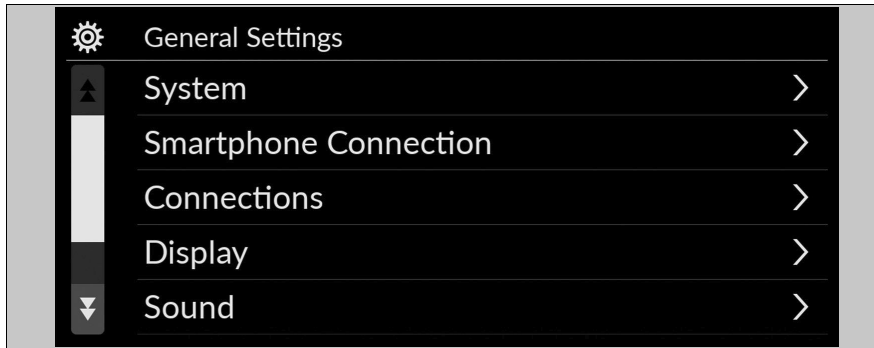 General Settings
System
Smartphone Connection
Connections
Display
Sound